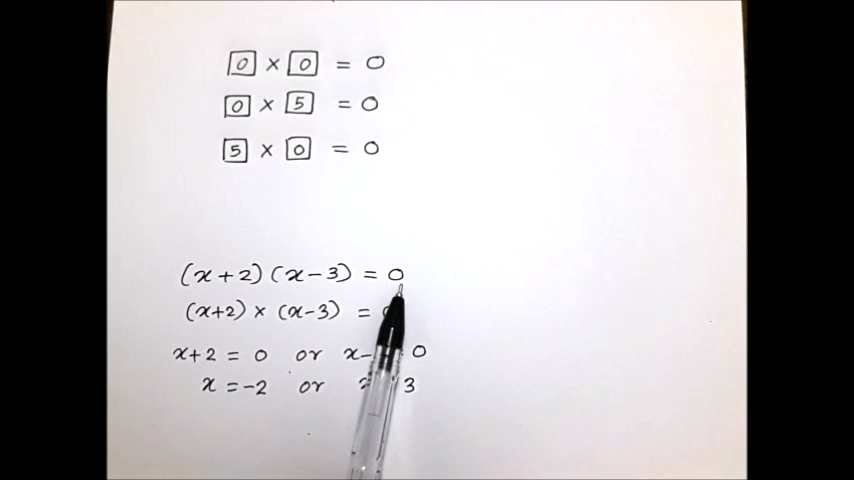 0 × 0 = 0
0 × 5 = 0
5 × 0 = 0
(x+2)(x-3) = 0
(x+2) × (x-3) =
x+2 = 0 or x- 0
x = -2 or 3